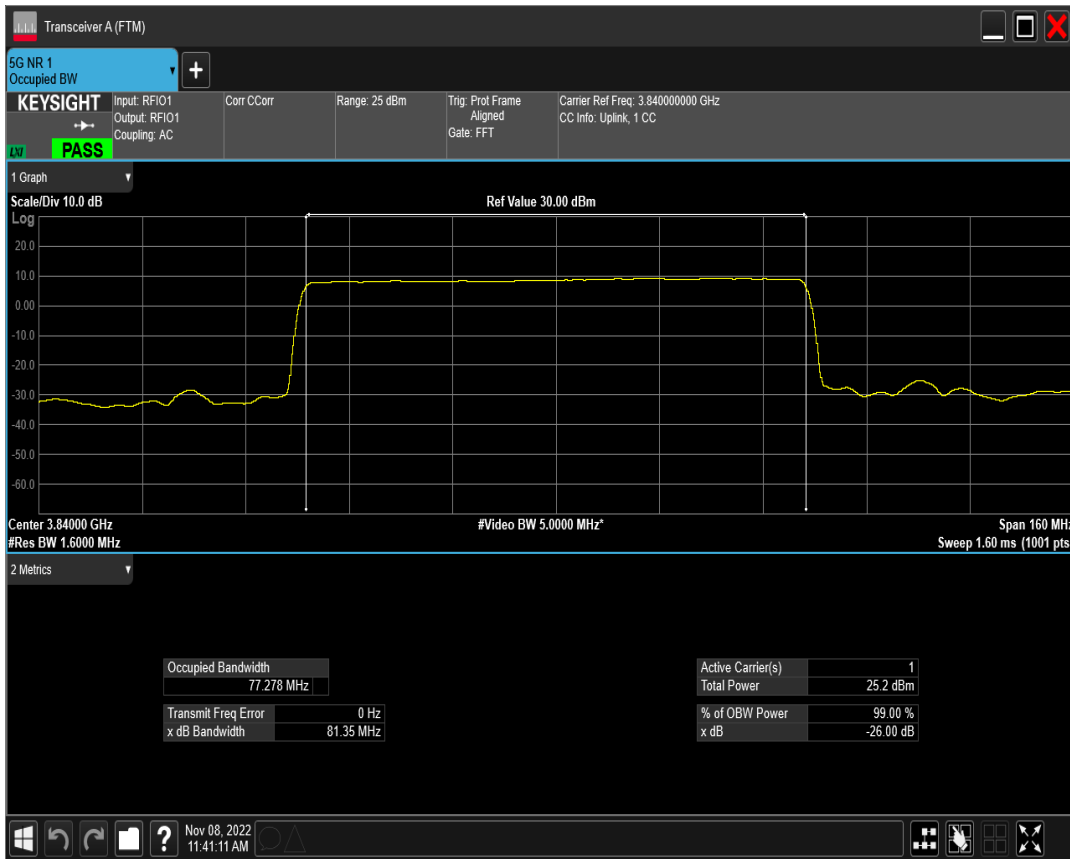 Transceiver A (FTM)
5G NR 1
Occupied BW
+
KEYSIGHT
LXI
PASS
Input: RFIO1
Output: RFIO1
Coupling: AC
Corr CCorr
Range: 25 dBm
Trig: Prot Frame
Aligned
Gate: FFT
Carrier Ref Freq: 3.840000000 GHz
CC Info: Uplink, 1 CC
1 Graph
Scale/Div 10.0 dB
Ref Value 30.00 dBm
Log
20.0
10.0
0.00
-10.0
-20.0
-30.0
-40.0
-50.0
-60.0
Center 3.84000 GHz
#Video BW 5.0000 MHz*
Span 160 MHz
#Res BW 1.6000 MHz
Sweep 1.60 ms (1001 pts
2 Metrics
Occupied Bandwidth
77.278 MHz
Transmit Freq Error 0 Hz
x dB Bandwidth 81.35 MHz
Active Carrier(s) 1
Total Power 25.2 dBm
% of OBW Power 99.00 %
x dB -26.00 dB
?
Nov 08, 2022
11:41:11 AM